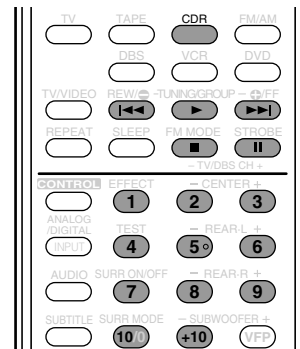 TV TAPE CDR FM/AM
DBS VCR DVD
TV/VIDEO REW/⊖ -TUNING/GROUP- ⊕/FF
REPEAT SLEEP FM MODE STROBE
– TV/DBS CH +
CONTROL EFFECT – CENTER +
1 2 3
ANALOG
/DIGITAL TEST – REAR·L +
INPUT 4 5 6
AUDIO SURR ON/OFF – REAR·R +
7 8 9
SUBTITLE SURR MODE – SUBWOOFER +
10/0 +10 VFP